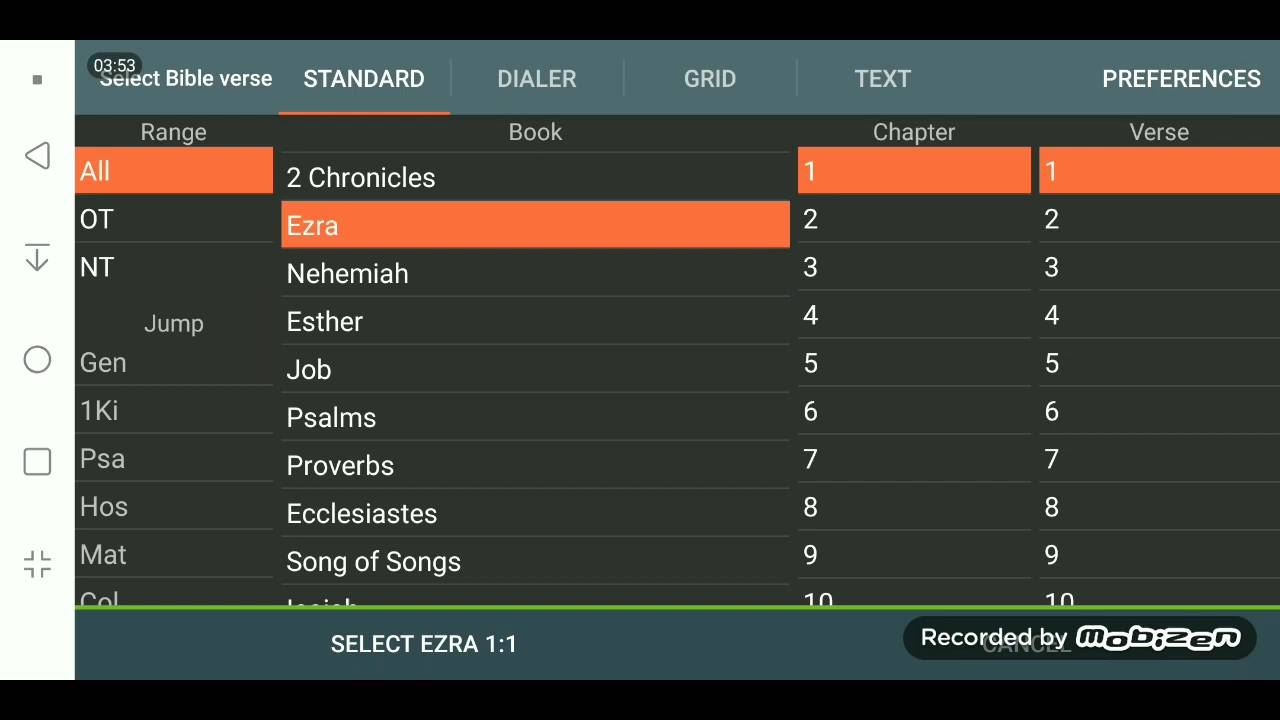 03:53
Select Bible verse
STANDARD
DIALER
GRID
TEXT
PREFERENCES
Range
Book
Chapter
Verse
All
OT
NT
Jump
Gen
1Ki
Psa
Hos
Mat
Col
2 Chronicles
Ezra
Nehemiah
Esther
Job
Psalms
Proverbs
Ecclesiastes
Song of Songs
Isaiah
1
2
3
4
5
6
7
8
9
10
1
2
3
4
5
6
7
8
9
10
SELECT EZRA 1:1
CANCEL
Recorded by mobizen